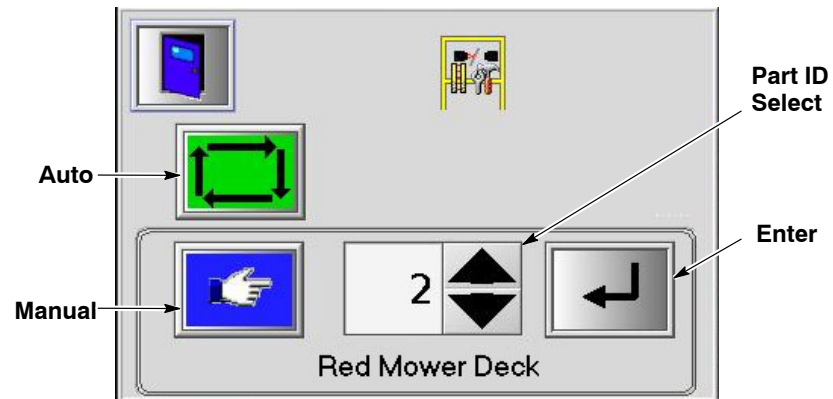 Part ID
Select
Auto
Enter
Manual
2
Red Mower Deck